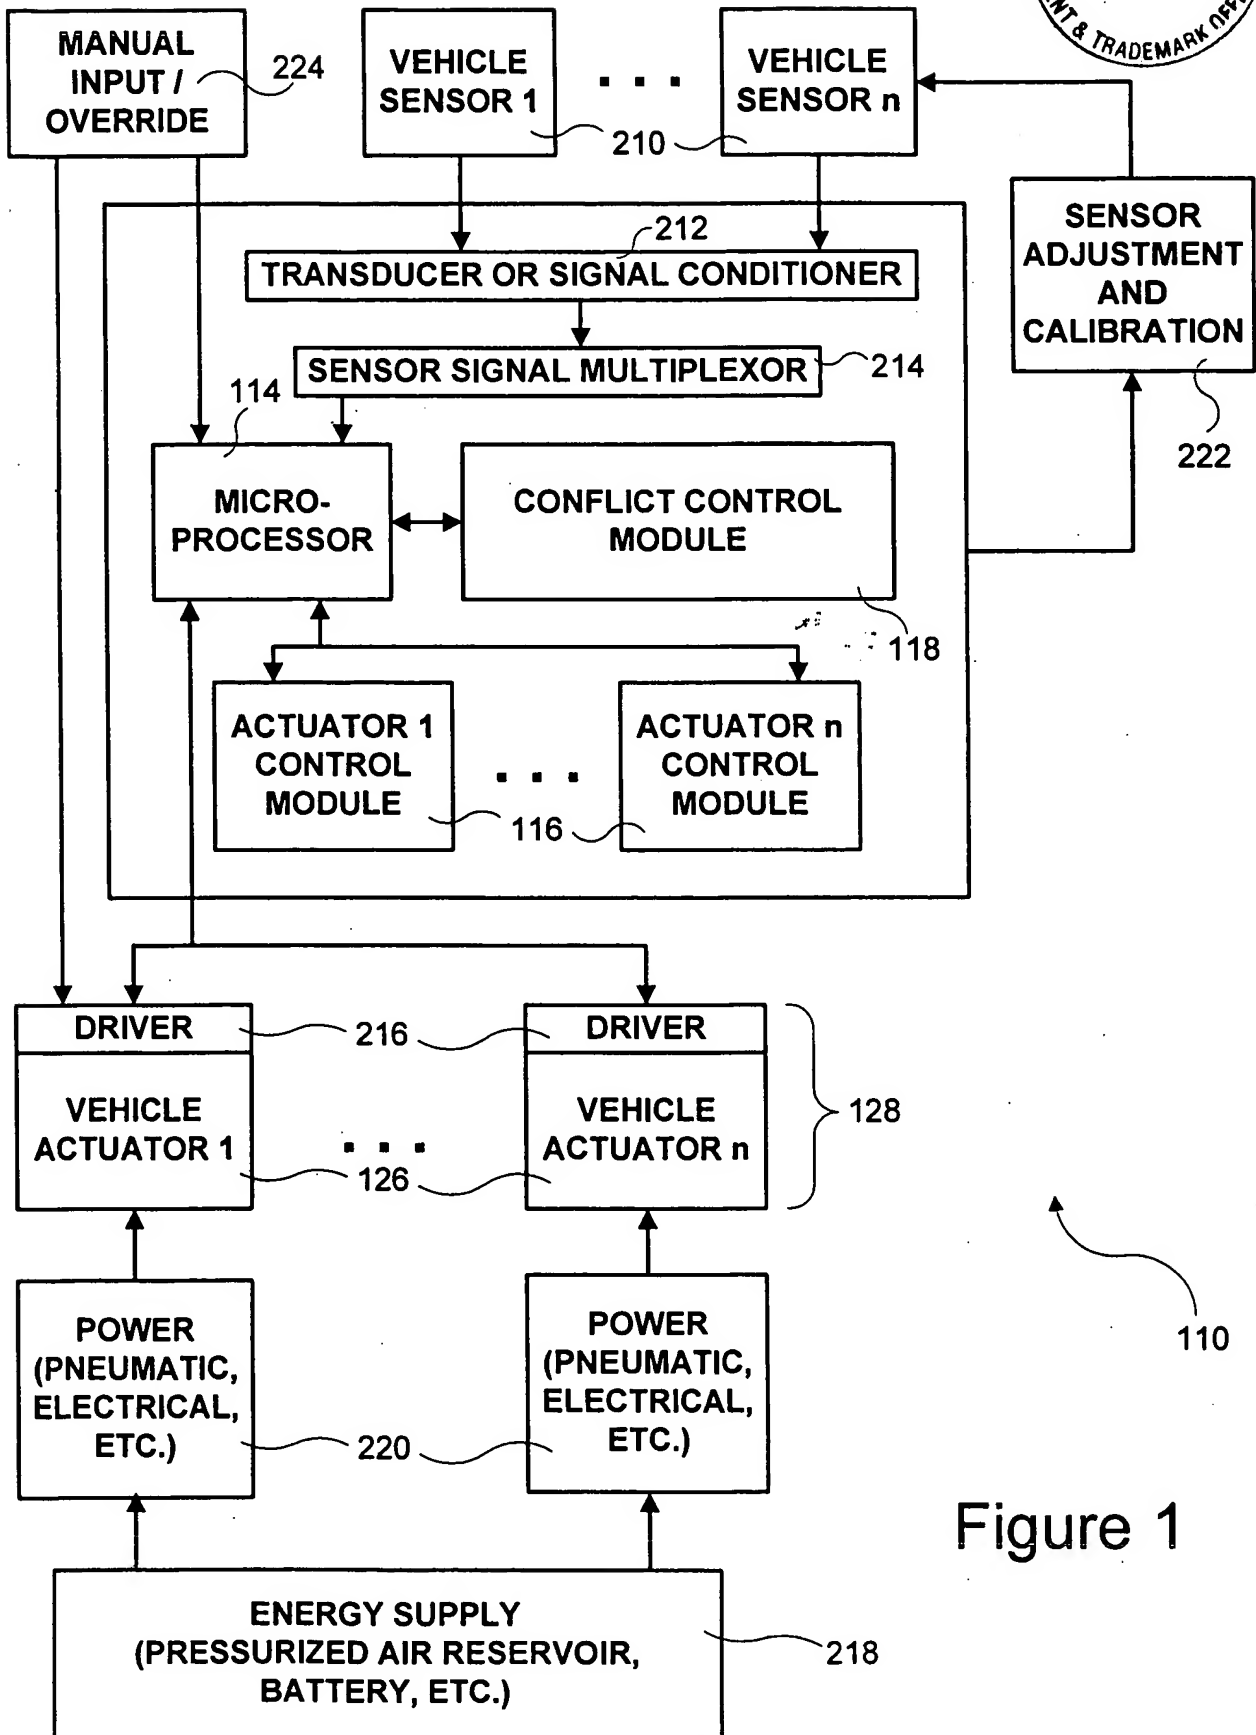 NT & TRADEMARK OFF
MANUAL
INPUT /
OVERRIDE
224
VEHICLE
SENSOR 1
. . .
VEHICLE
SENSOR n
210
SENSOR
ADJUSTMENT
AND
CALIBRATION
222
212
TRANSDUCER OR SIGNAL CONDITIONER
SENSOR SIGNAL MULTIPLEXOR
214
114
MICRO-
PROCESSOR
CONFLICT CONTROL
MODULE
118
ACTUATOR 1
CONTROL
MODULE
. . .
ACTUATOR n
CONTROL
MODULE
116
DRIVER
216
DRIVER
VEHICLE
ACTUATOR 1
. . .
VEHICLE
ACTUATOR n
126
128
POWER
(PNEUMATIC,
ELECTRICAL,
ETC.)
220
POWER
(PNEUMATIC,
ELECTRICAL,
ETC.)
110
Figure 1
ENERGY SUPPLY
(PRESSURIZED AIR RESERVOIR,
BATTERY, ETC.)
218